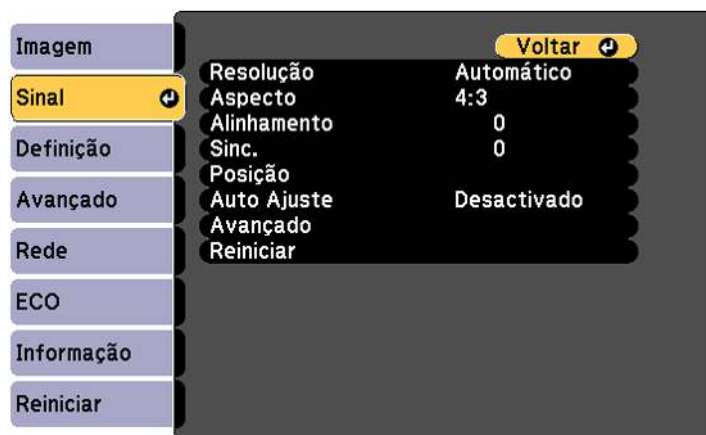 Imagem
Sinal
Definição
Avançado
Rede
ECO
Informação
Reiniciar
Voltar
Resolução Automático
Aspecto 4:3
Alinhamento 0
Sinc. 0
Posição
Auto Ajuste Desactivado
Avançado
Reiniciar